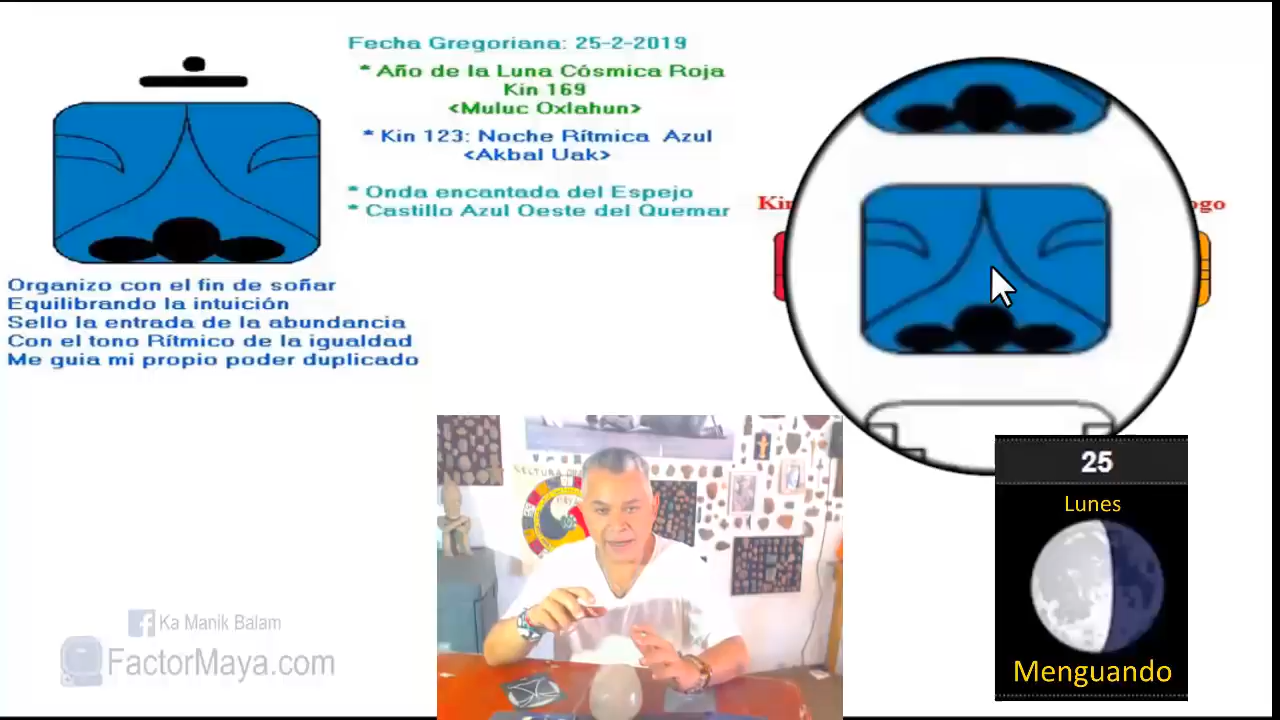 Fecha Gregoriana: 25-2-2019
* Año de la Luna Cósmica Roja
Kin 169
<Muluc Oxlahun>
* Kin 123: Noche Rítmica Azul
<Akbal Uak>
* Onda encantada del Espejo
* Castillo Azul Oeste del Quemar
Organizo con el fin de soñar
Equilibrando la intuición
Sello la entrada de la abundancia
Con el tono Rítmico de la igualdad
Me guia mi propio poder duplicado
25
Lunes
Menguando
Ka Manik Balam
FactorMaya.com